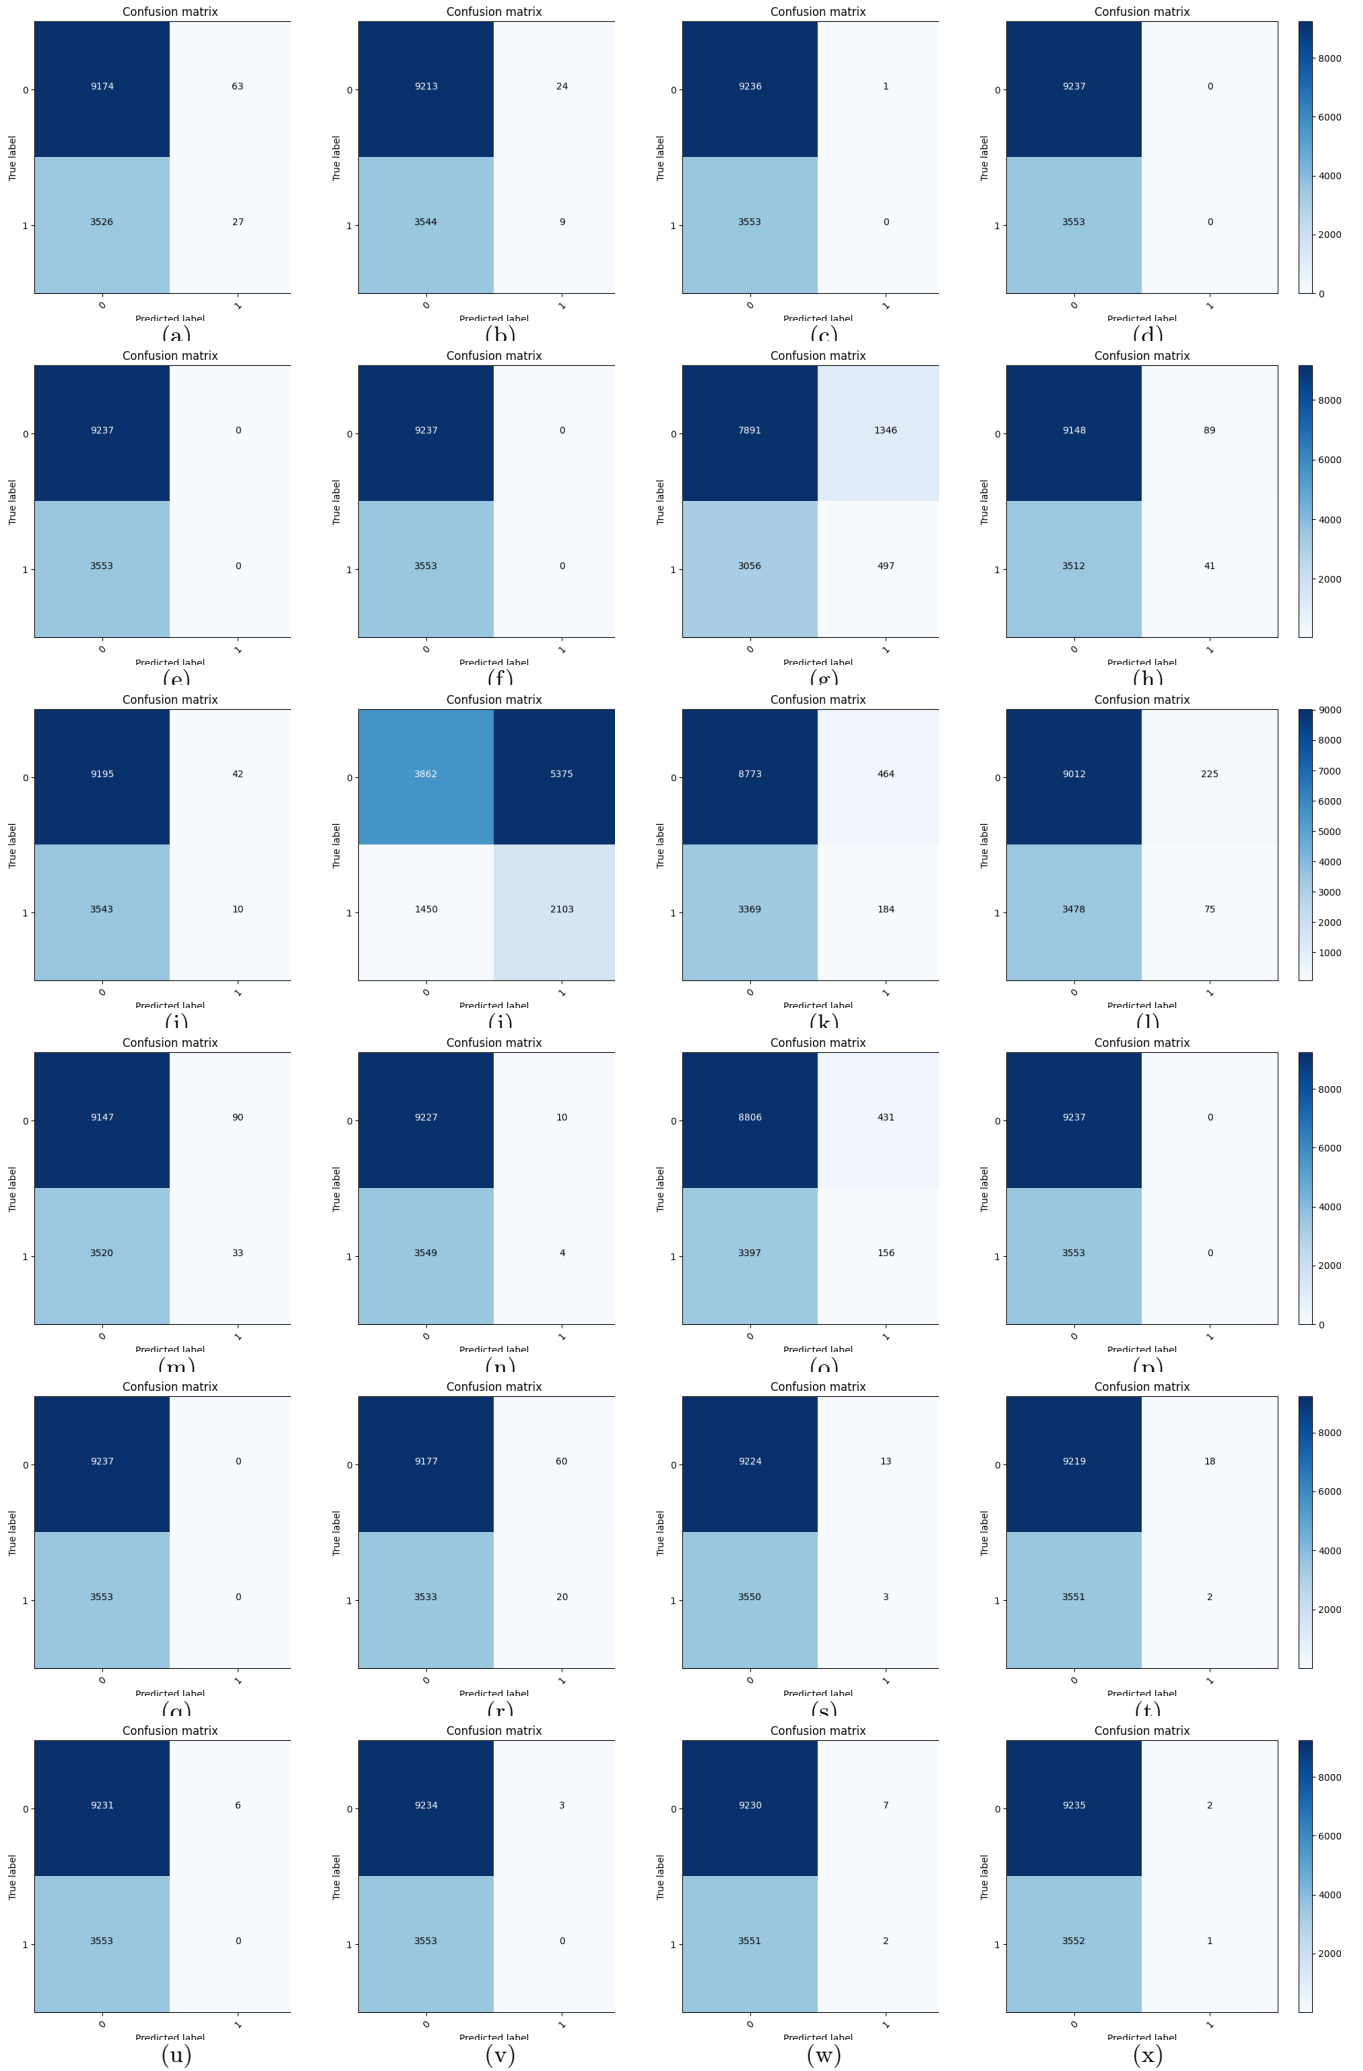 Confusion matrix Confusion matrix Confusion matrix Confusion matrix
8000
0 9174 63 0 9213 24 0 9236 1 0 9237 0
6000
True label True label True label True label
4000
1 3526 27 1 3544 9 1 3553 0 1 3553 0
2000
0
0 1 0 1 0 1 0 1
Predicted label Predicted label Predicted label Predicted label
(a) (b) (c) (d)
Confusion matrix Confusion matrix Confusion matrix Confusion matrix
8000
0 9237 0 0 9237 0 0 7891 1346 0 9148 89
6000
True label True label True label True label
4000
1 3553 0 1 3553 0 1 3056 497 1 3512 41
2000
0 1 0 1 0 1 0 1
Predicted label Predicted label Predicted label Predicted label
(e) (f) (g) (h)
Confusion matrix Confusion matrix Confusion matrix Confusion matrix
9000
8000
0 9195 42 0 3862 5375 0 8773 464 0 9012 225
7000
6000
True label True label True label True label
5000
4000
3000
1 3543 10 1 1450 2103 1 3369 184 1 3478 75
2000
1000
0 1 0 1 0 1 0 1
Predicted label Predicted label Predicted label Predicted label
(i) (j) (k) (l)
Confusion matrix Confusion matrix Confusion matrix Confusion matrix
8000
0 9147 90 0 9227 10 0 8806 431 0 9237 0
6000
True label True label True label True label
4000
1 3520 33 1 3549 4 1 3397 156 1 3553 0
2000
0
0 1 0 1 0 1 0 1
Predicted label Predicted label Predicted label Predicted label
(m) (n) (o) (p)
Confusion matrix Confusion matrix Confusion matrix Confusion matrix
8000
0 9237 0 0 9177 60 0 9224 13 0 9219 18
6000
True label True label True label True label
4000
1 3553 0 1 3533 20 1 3550 3 1 3551 2
2000
0 1 0 1 0 1 0 1
Predicted label Predicted label Predicted label Predicted label
(q) (r) (s) (t)
Confusion matrix Confusion matrix Confusion matrix Confusion matrix
8000
0 9231 6 0 9234 3 0 9230 7 0 9235 2
6000
True label True label True label True label
4000
1 3553 0 1 3553 0 1 3551 2 1 3552 1
2000
0 1 0 1 0 1 0 1
Predicted label Predicted label Predicted label Predicted label
(u) (v) (w) (x)